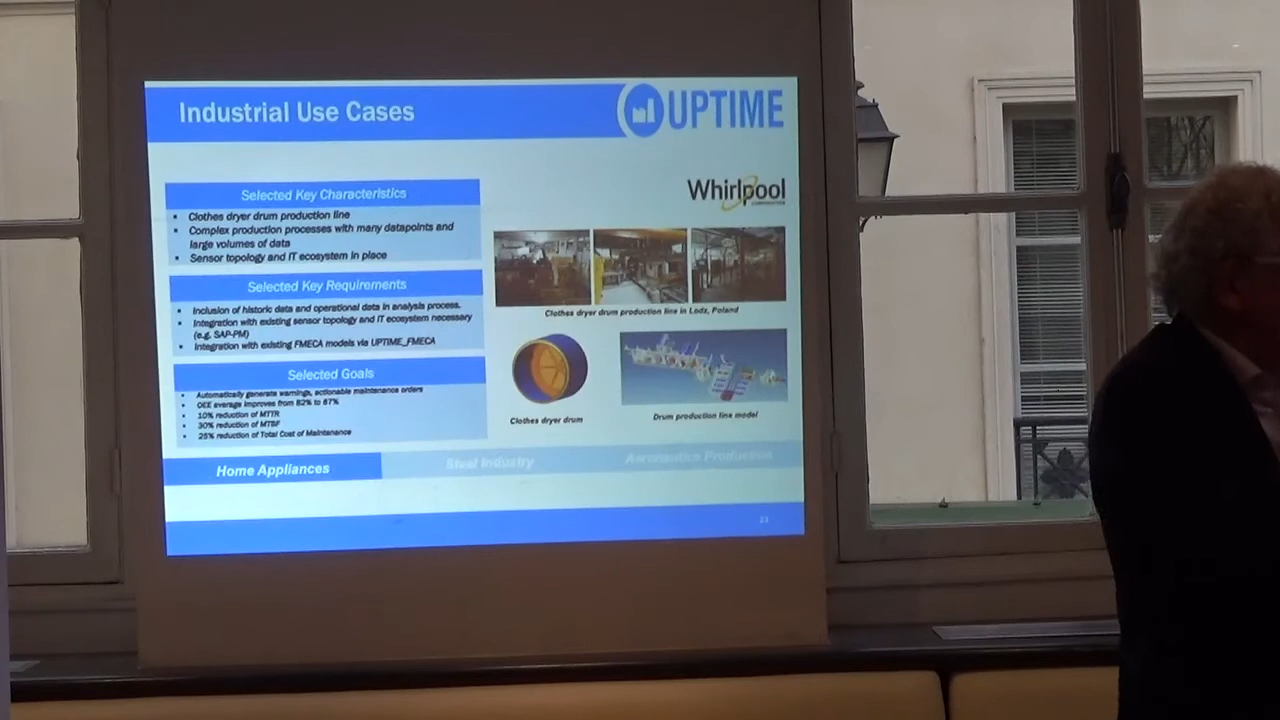 Industrial Use Cases
UPTIME
Selected Key Characteristics
Clothes dryer drum production line
Complex production processes with many datapoints and
large volumes of data
Sensor topology and IT ecosystem in place
Selected Key Requirements
Inclusion of historic data and operational data in analysis process.
Integration with existing sensor topology and IT ecosystem necessary
(e.g. SAP-PM)
Integration with existing FMECA models via UPTIME_FMECA
Selected Goals
Automatically generate warnings, actionable maintenance orders
OEE average improves from 82% to 87%
10% reduction of MTTR
30% reduction of MTBF
25% reduction of Total Cost of Maintenance
Whirlpool
CORPORATION
Clothes dryer drum production line in Lodz, Poland
Clothes dryer drum
Drum production line model
Home Appliances
Steel Industry
Aeronautics Production
23